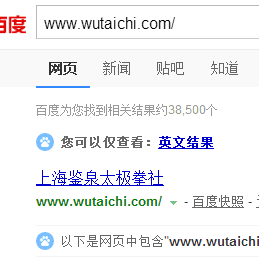 百度 www.wutaichi.com/
网页 新闻 贴吧 知道
百度为您找到相关结果约38,500个
您可以仅查看：英文结果
上海鉴泉太极拳社
www.wutaichi.com/ - 百度快照 -
以下是网页中包含"www.wutaichi